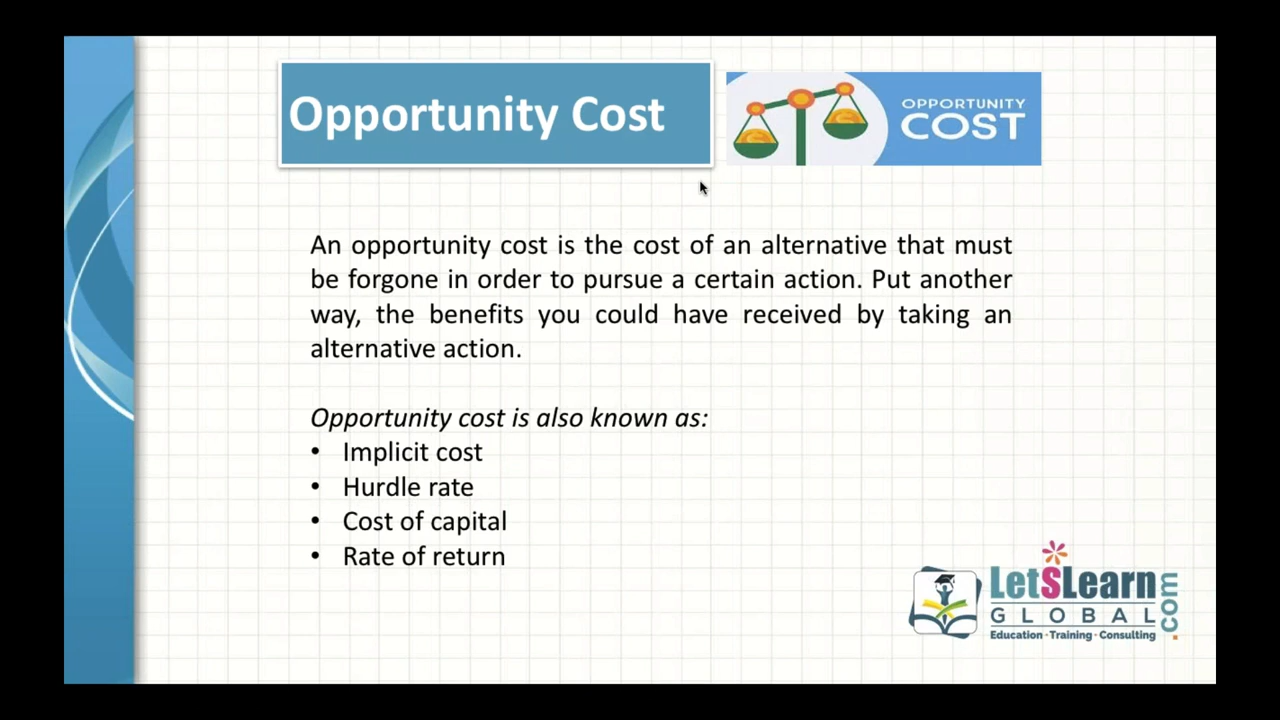 Opportunity Cost
OPPORTUNITY
COST
An opportunity cost is the cost of an alternative that must
be forgone in order to pursue a certain action. Put another
way, the benefits you could have received by taking an
alternative action.
Opportunity cost is also known as:
• Implicit cost
• Hurdle rate
• Cost of capital
• Rate of return
LetSLearn
GLOBAL
.com
Education · Training · Consulting